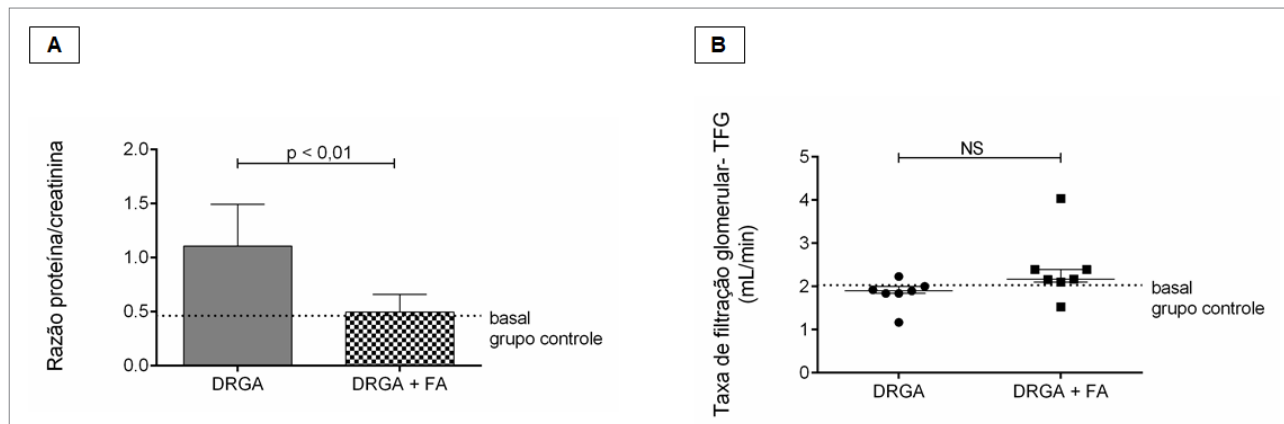 A
Razão proteína/creatinina
2.0
1.5
1.0
0.5
0.0
p < 0,01
basal
grupo controle
DRGA
DRGA + FA
B
Taxa de filtração glomerular- TFG
(mL/min)
5
4
3
2
1
0
NS
basal
grupo controle
DRGA
DRGA + FA